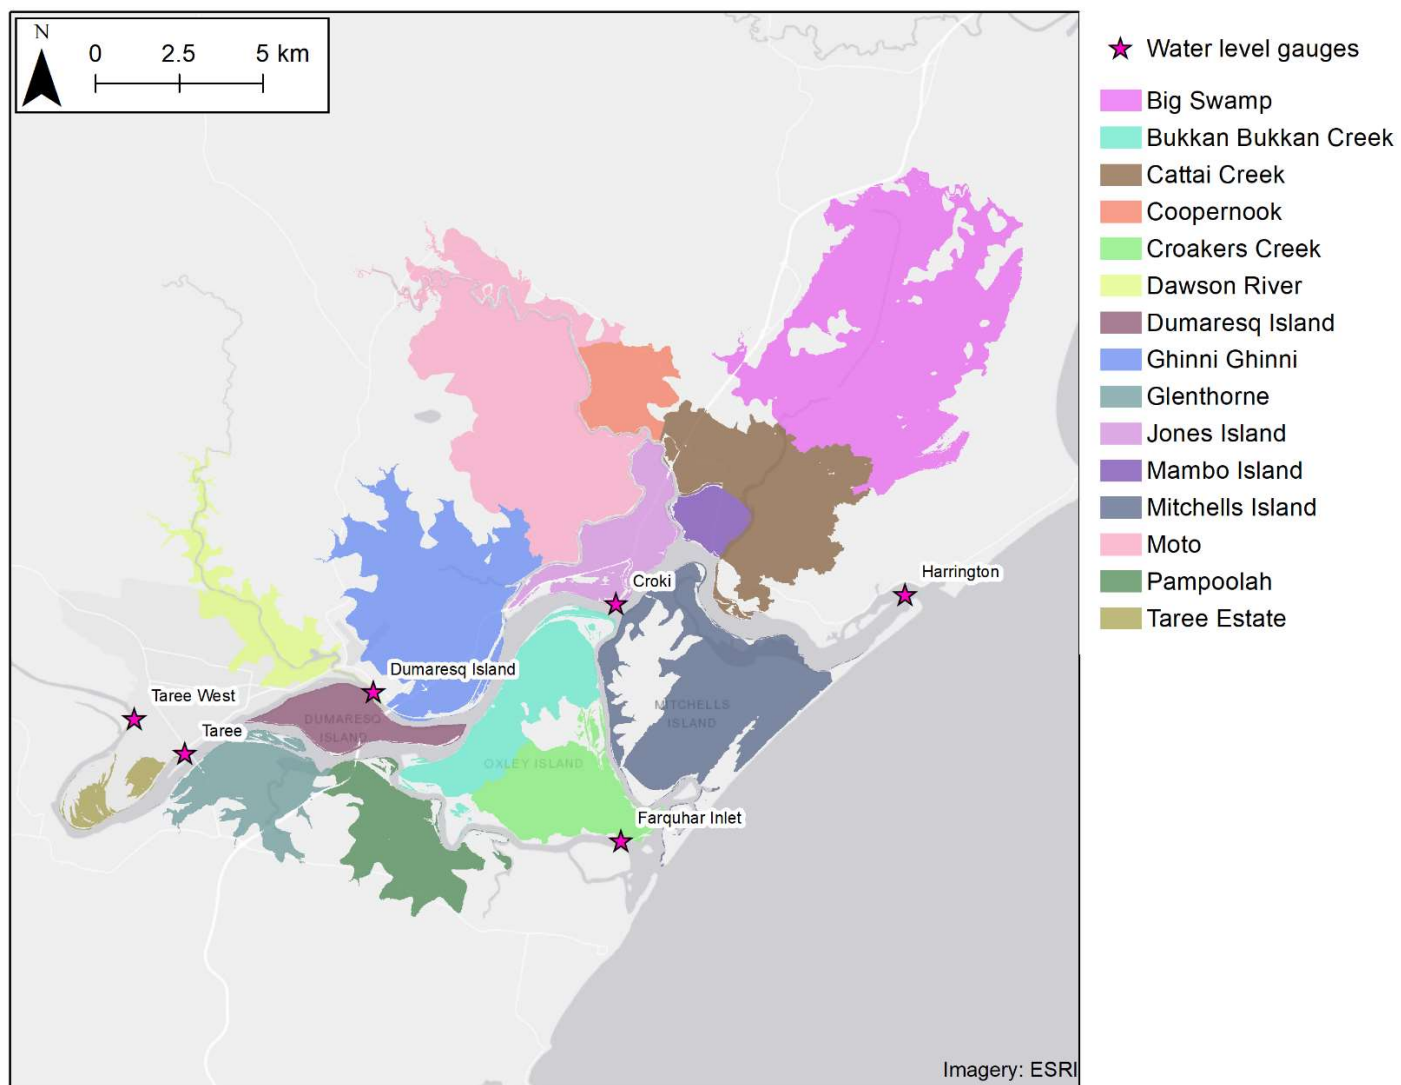 N
0 2.5 5 km
Water level gauges
Big Swamp
Bukkan Bukkan Creek
Cattai Creek
Coopernook
Croakers Creek
Dawson River
Dumaresq Island
Ghinni Ghinni
Glenthorne
Jones Island
Mambo Island
Mitchells Island
Moto
Pampoolah
Taree Estate
Harrington
Croki
Dumaresq Island
Taree West
Taree
DUMARESQ
ISLAND
MITCHELLS
ISLAND
OXLEY ISLAND
Farquhar Inlet
Imagery: ESRI